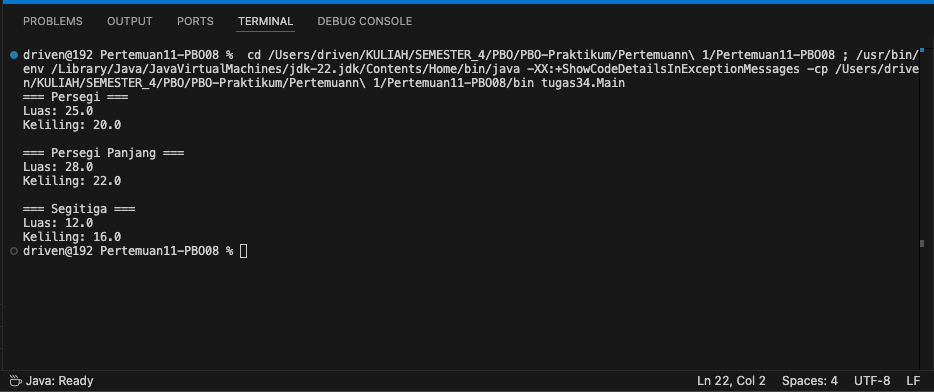 PROBLEMS OUTPUT PORTS TERMINAL DEBUG CONSOLE
driven@192 Pertemuan11-PBO08 %  cd /Users/driven/KULIAH/SEMESTER_4/PBO/PBO-Praktikum/Pertemuann\ 1/Pertemuan11-PBO08 ; /usr/bin/
env /Library/Java/JavaVirtualMachines/jdk-22.jdk/Contents/Home/bin/java -XX:+ShowCodeDetailsInExceptionMessages -cp /Users/drive
n/KULIAH/SEMESTER_4/PBO/PBO-Praktikum/Pertemuann\ 1/Pertemuan11-PBO08/bin tugas34.Main
=== Persegi ===
Luas: 25.0
Keliling: 20.0
=== Persegi Panjang ===
Luas: 28.0
Keliling: 22.0
=== Segitiga ===
Luas: 12.0
Keliling: 16.0
driven@192 Pertemuan11-PBO08 %
Java: Ready Ln 22, Col 2 Spaces: 4 UTF-8 LF